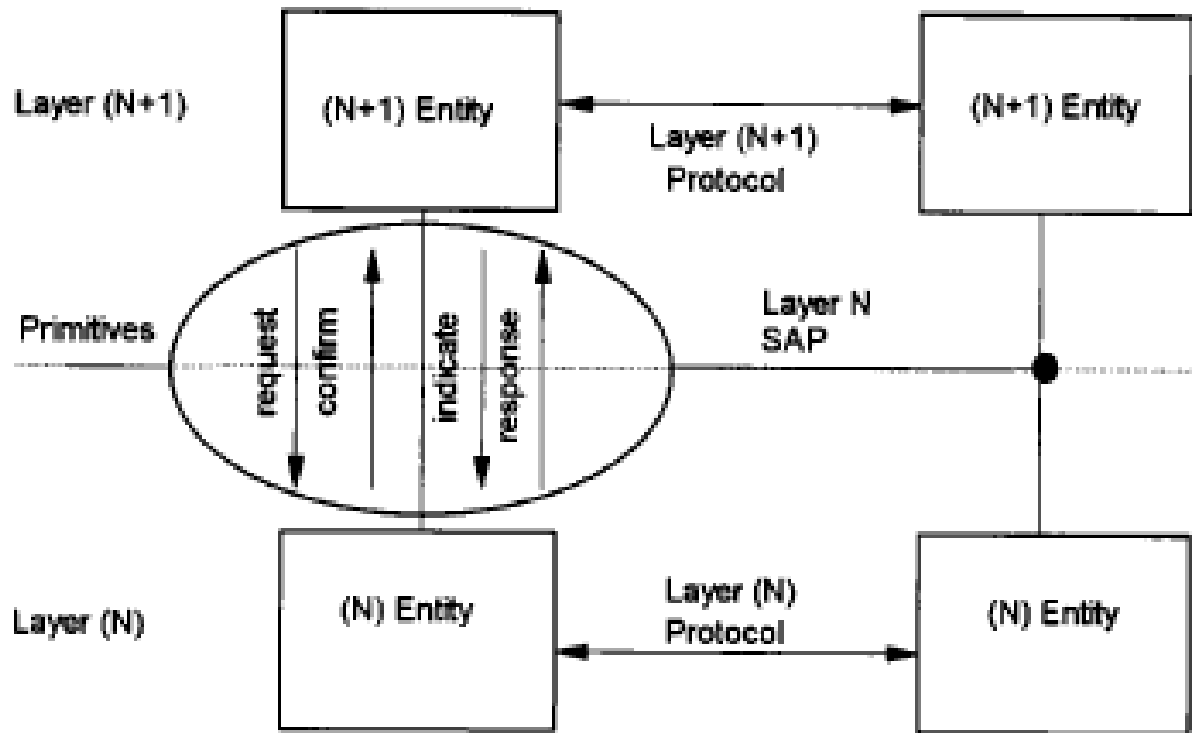 Layer (N+1)
(N+1) Entity
(N+1) Entity
Layer (N+1)
Protocol
Primitives
request
confirm
indicate
response
Layer N
SAP
Layer (N)
(N) Entity
Layer (N)
Protocol
(N) Entity